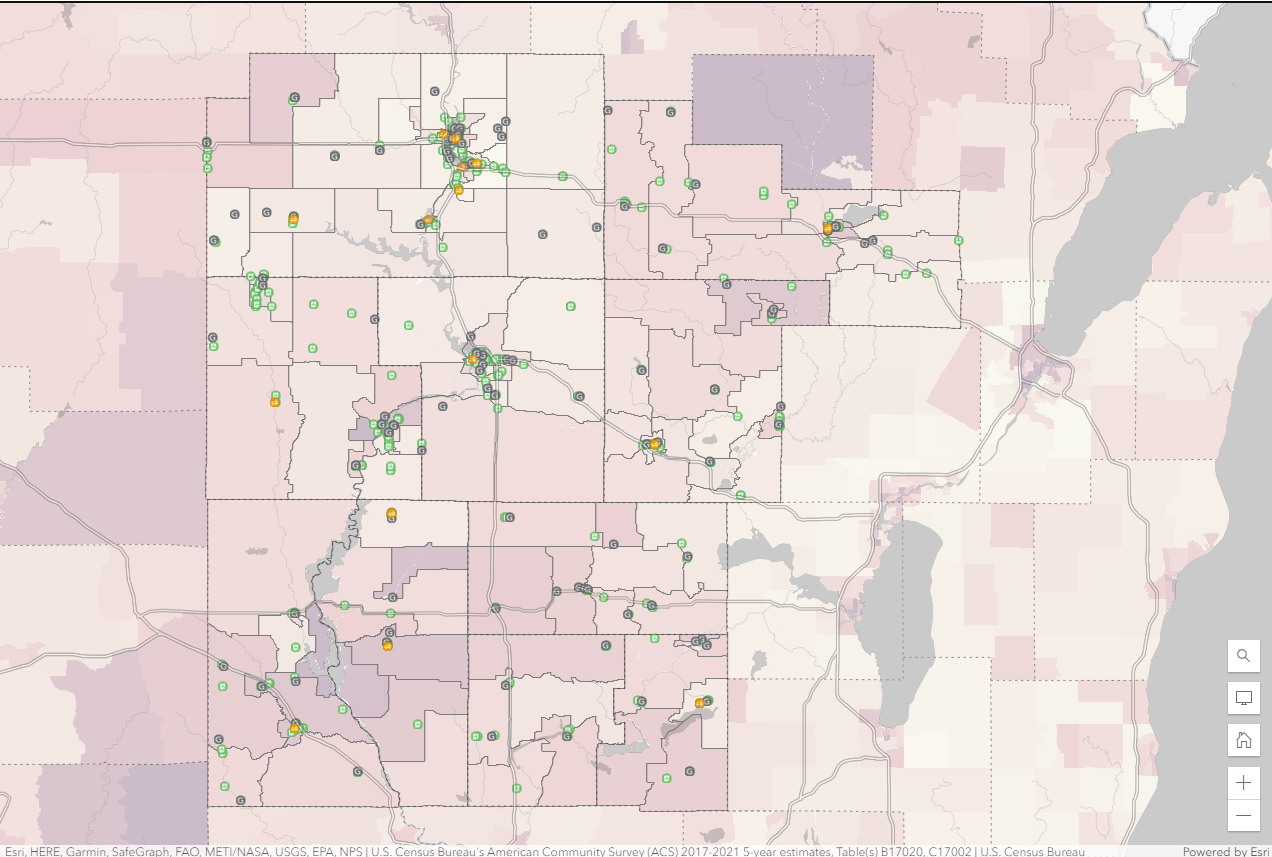 Esri, HERE, Garmin, SafeGraph, FAO, METI/NASA, USGS, EPA, NPS | U.S. Census Bureau's American Community Survey (ACS) 2017-2021 5-year estimates, Table(s) B17020, C17002 | U.S. Census Bureau
Powered by Esri